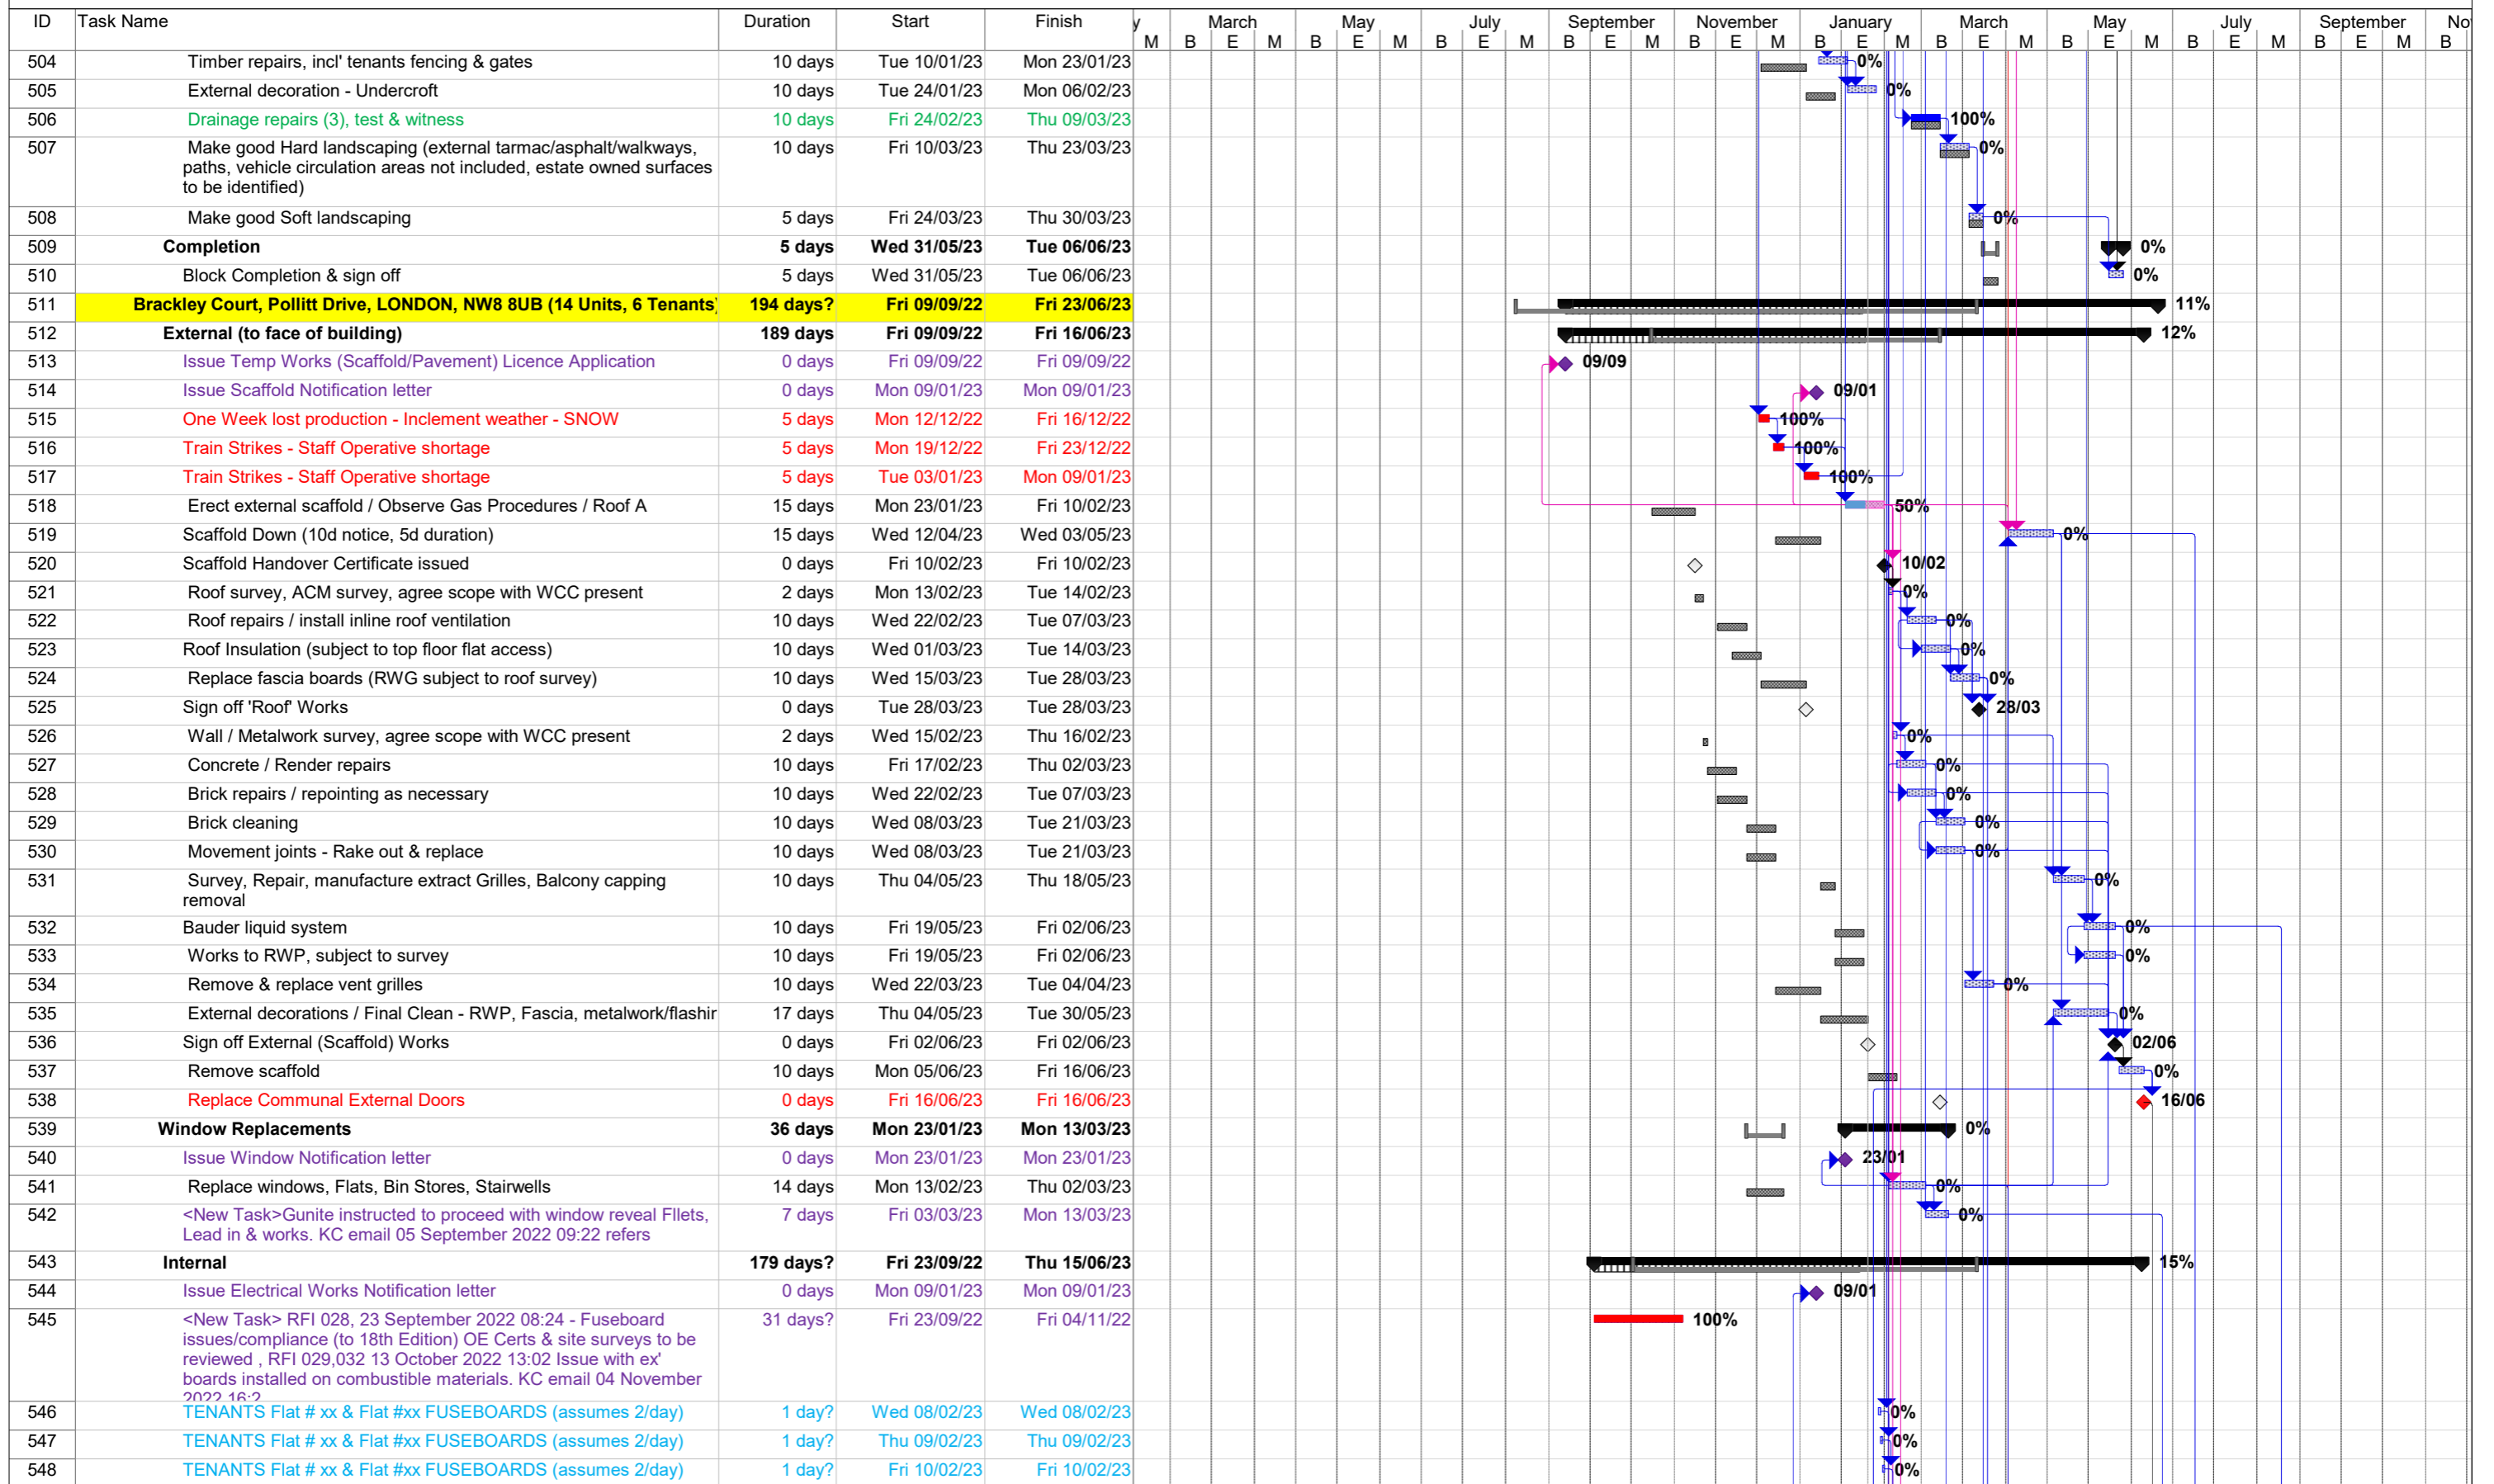 ID Task Name Duration Start Finish y March May July September November January March May July September No
M B E M B E M B E M B E M B E M B E M B E M B E M B E M B E M B
504 Timber repairs, incl' tenants fencing & gates 10 days Tue 10/01/23 Mon 23/01/23 0%
505 External decoration - Undercroft 10 days Tue 24/01/23 Mon 06/02/23 0%
506 Drainage repairs (3), test & witness 10 days Fri 24/02/23 Thu 09/03/23 100%
507 Make good Hard landscaping (external tarmac/asphalt/walkways, 10 days Fri 10/03/23 Thu 23/03/23 0%
paths, vehicle circulation areas not included, estate owned surfaces
to be identified)
508 Make good Soft landscaping 5 days Fri 24/03/23 Thu 30/03/23 0%
509 Completion 5 days Wed 31/05/23 Tue 06/06/23 0%
510 Block Completion & sign off 5 days Wed 31/05/23 Tue 06/06/23 0%
511 Brackley Court, Pollitt Drive, LONDON, NW8 8UB (14 Units, 6 Tenants) 194 days? Fri 09/09/22 Fri 23/06/23 11%
512 External (to face of building) 189 days Fri 09/09/22 Fri 16/06/23 12%
513 Issue Temp Works (Scaffold/Pavement) Licence Application 0 days Fri 09/09/22 Fri 09/09/22 09/09
514 Issue Scaffold Notification letter 0 days Mon 09/01/23 Mon 09/01/23 09/01
515 One Week lost production - Inclement weather - SNOW 5 days Mon 12/12/22 Fri 16/12/22 100%
516 Train Strikes - Staff Operative shortage 5 days Mon 19/12/22 Fri 23/12/22 100%
517 Train Strikes - Staff Operative shortage 5 days Tue 03/01/23 Mon 09/01/23 100%
518 Erect external scaffold / Observe Gas Procedures / Roof A 15 days Mon 23/01/23 Fri 10/02/23 50%
519 Scaffold Down (10d notice, 5d duration) 15 days Wed 12/04/23 Wed 03/05/23 0%
520 Scaffold Handover Certificate issued 0 days Fri 10/02/23 Fri 10/02/23 10/02
521 Roof survey, ACM survey, agree scope with WCC present 2 days Mon 13/02/23 Tue 14/02/23 0%
522 Roof repairs / install inline roof ventilation 10 days Wed 22/02/23 Tue 07/03/23 0%
523 Roof Insulation (subject to top floor flat access) 10 days Wed 01/03/23 Tue 14/03/23 0%
524 Replace fascia boards (RWG subject to roof survey) 10 days Wed 15/03/23 Tue 28/03/23 0%
525 Sign off 'Roof' Works 0 days Tue 28/03/23 Tue 28/03/23 28/03
526 Wall / Metalwork survey, agree scope with WCC present 2 days Wed 15/02/23 Thu 16/02/23 0%
527 Concrete / Render repairs 10 days Fri 17/02/23 Thu 02/03/23 0%
528 Brick repairs / repointing as necessary 10 days Wed 22/02/23 Tue 07/03/23 0%
529 Brick cleaning 10 days Wed 08/03/23 Tue 21/03/23 0%
530 Movement joints - Rake out & replace 10 days Wed 08/03/23 Tue 21/03/23 0%
531 Survey, Repair, manufacture extract Grilles, Balcony capping 10 days Thu 04/05/23 Thu 18/05/23 0%
removal
532 Bauder liquid system 10 days Fri 19/05/23 Fri 02/06/23 0%
533 Works to RWP, subject to survey 10 days Fri 19/05/23 Fri 02/06/23 0%
534 Remove & replace vent grilles 10 days Wed 22/03/23 Tue 04/04/23 0%
535 External decorations / Final Clean - RWP, Fascia, metalwork/flashir 17 days Thu 04/05/23 Tue 30/05/23 0%
536 Sign off External (Scaffold) Works 0 days Fri 02/06/23 Fri 02/06/23 02/06
537 Remove scaffold 10 days Mon 05/06/23 Fri 16/06/23 0%
538 Replace Communal External Doors 0 days Fri 16/06/23 Fri 16/06/23 16/06
539 Window Replacements 36 days Mon 23/01/23 Mon 13/03/23 0%
540 Issue Window Notification letter 0 days Mon 23/01/23 Mon 23/01/23 23/01
541 Replace windows, Flats, Bin Stores, Stairwells 14 days Mon 13/02/23 Thu 02/03/23 0%
542 <New Task>Gunite instructed to proceed with window reveal FIlets, 7 days Fri 03/03/23 Mon 13/03/23 0%
Lead in & works. KC email 05 September 2022 09:22 refers
543 Internal 179 days? Fri 23/09/22 Thu 15/06/23 15%
544 Issue Electrical Works Notification letter 0 days Mon 09/01/23 Mon 09/01/23 09/01
545 <New Task> RFI 028, 23 September 2022 08:24 - Fuseboard 31 days? Fri 23/09/22 Fri 04/11/22 100%
issues/compliance (to 18th Edition) OE Certs & site surveys to be
reviewed , RFI 029,032 13 October 2022 13:02 Issue with ex'
boards installed on combustible materials. KC email 04 November
2022 16:2
546 TENANTS Flat # xx & Flat #xx FUSEBOARDS (assumes 2/day) 1 day? Wed 08/02/23 Wed 08/02/23 0%
547 TENANTS Flat # xx & Flat #xx FUSEBOARDS (assumes 2/day) 1 day? Thu 09/02/23 Thu 09/02/23 0%
548 TENANTS Flat # xx & Flat #xx FUSEBOARDS (assumes 2/day) 1 day? Fri 10/02/23 Fri 10/02/23 0%